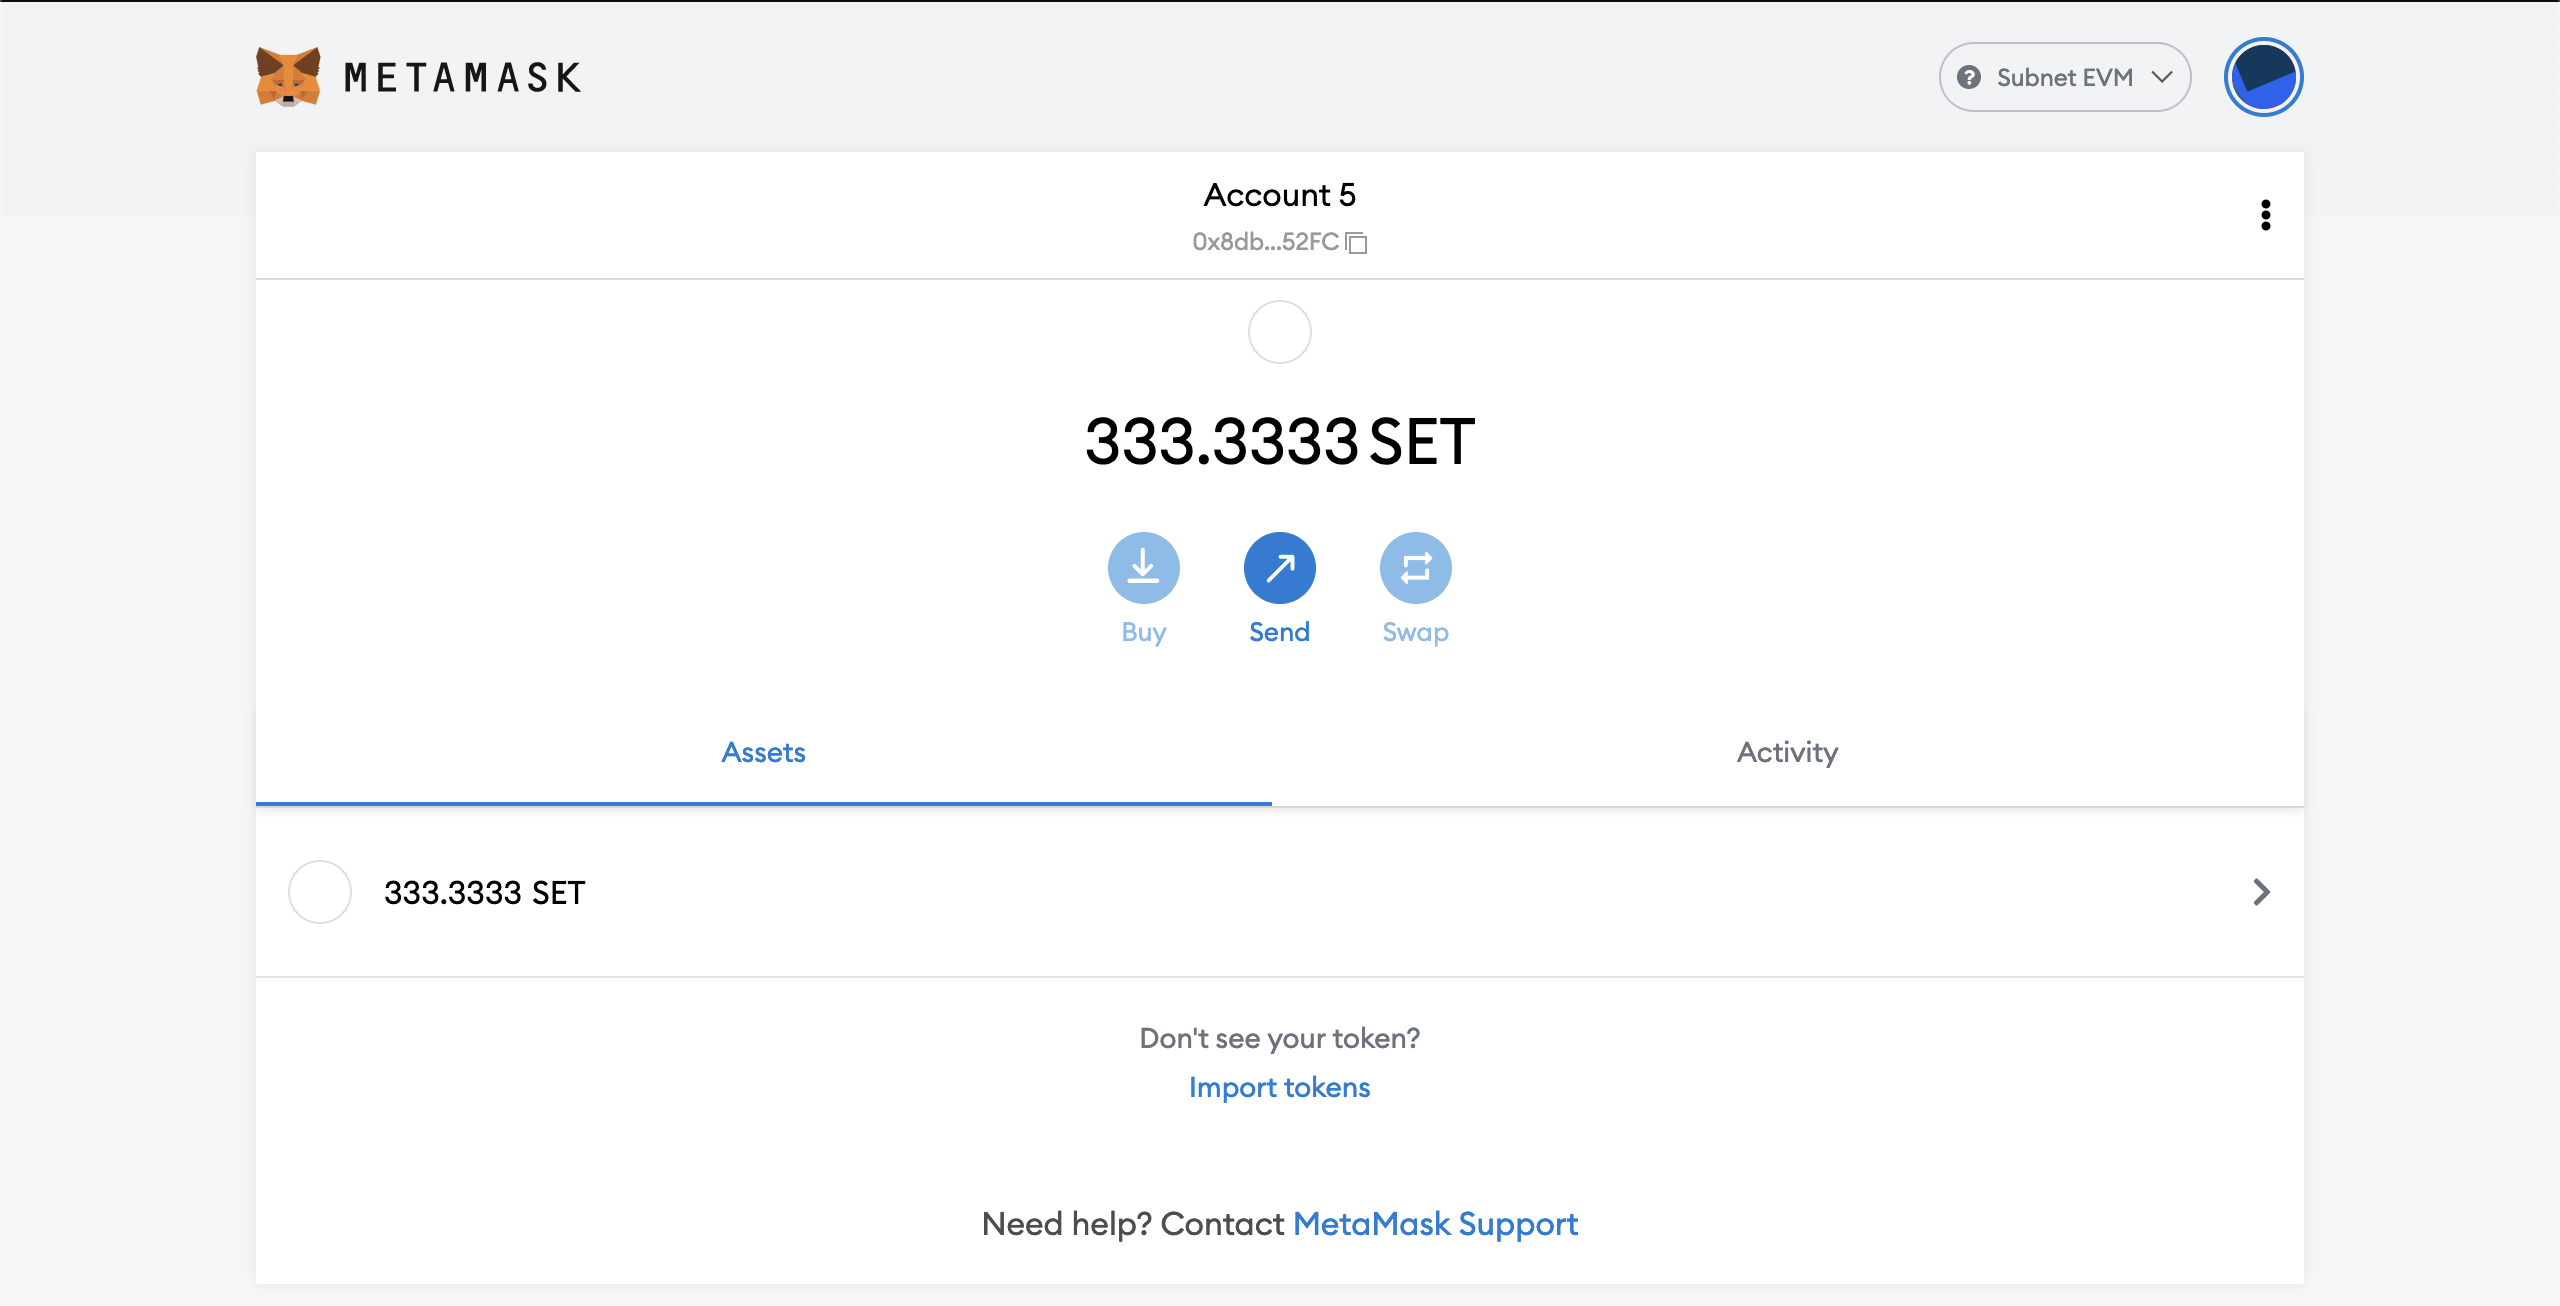 METAMASK
Subnet EVM
Account 5
0x8db...52FC
333.3333 SET
Buy
Send
Swap
Assets
Activity
333.3333 SET
Don't see your token?
Import tokens
Need help? Contact MetaMask Support